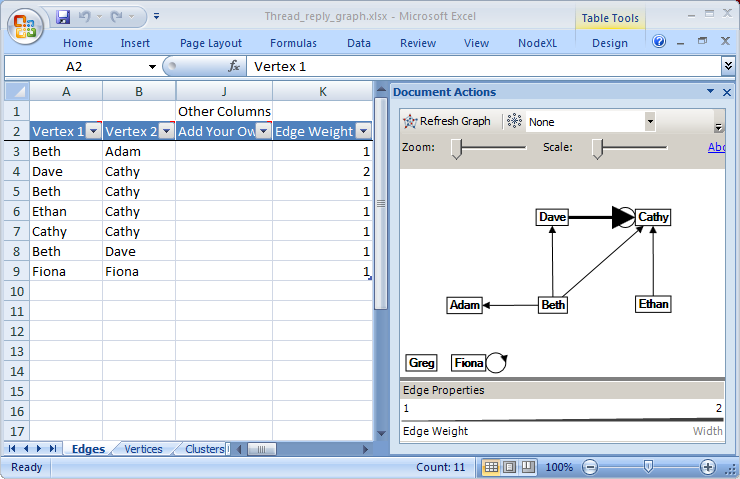 Thread_reply_graph.xlsx - Microsoft Excel
Table Tools
Home Insert Page Layout Formulas Data Review View NodeXL Design
A2 fx Vertex 1
Document Actions
A B J K
1 Other Columns
2 Vertex 1 Vertex 2 Add Your Ow Edge Weight
3 Beth Adam 1
4 Dave Cathy 2
5 Beth Cathy 1
6 Ethan Cathy 1
7 Cathy Cathy 1
8 Beth Dave 1
9 Fiona Fiona 1
10
11
12
13
14
15
16
17
Refresh Graph None
Zoom: Scale: Abo
Dave Cathy
Adam Beth Ethan
Greg Fiona
Edge Properties
1 2
Edge Weight Width
Edges Vertices Clusters
Ready Count: 11 100%